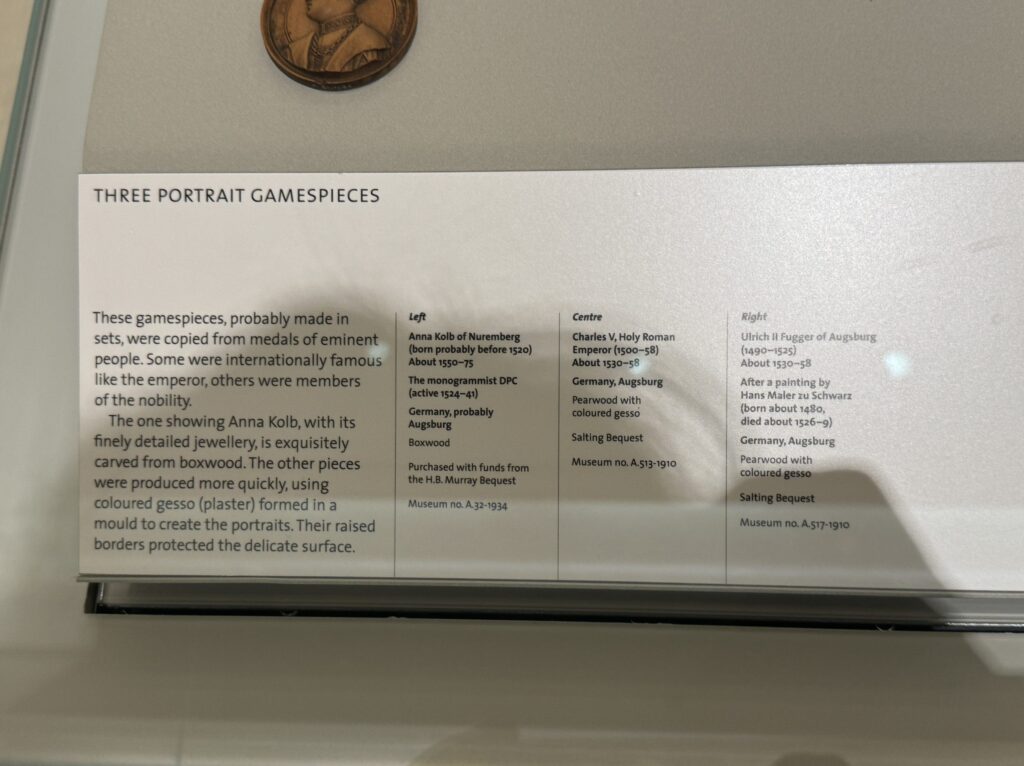 THREE PORTRAIT GAMESPIECES
These gamespieces, probably made in
sets, were copied from medals of eminent
people. Some were internationally famous
like the emperor, others were members
of the nobility.
The one showing Anna Kolb, with its
finely detailed jewellery, is exquisitely
carved from boxwood. The other pieces
were produced more quickly, using
coloured gesso (plaster) formed in a
mould to create the portraits. Their raised
borders protected the delicate surface.
Left
Anna Kolb of Nuremberg
(born probably before 1520)
About 1550–75
The monogrammist DPC
(active 1524–41)
Germany, probably
Augsburg
Boxwood
Purchased with funds from
the H.B. Murray Bequest
Museum no. A.32-1934
Centre
Charles V, Holy Roman
Emperor (1500–58)
About 1530–58
Germany, Augsburg
Pearwood with
coloured gesso
Salting Bequest
Museum no. A.513-1910
Right
Ulrich II Fugger of Augsburg
(1490–1525)
About 1530–58
After a painting by
Hans Maler zu Schwarz
(born about 1480,
died about 1526–9)
Germany, Augsburg
Pearwood with
coloured gesso
Salting Bequest
Museum no. A.517-1910